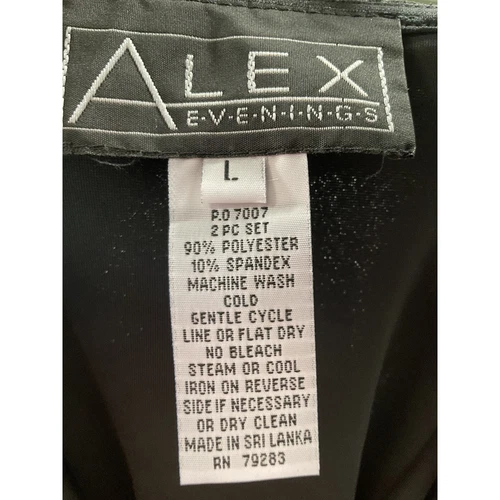 ALEX
E·V·E·N·I·N·G·S
L
P.O 7007
2 PC SET
90% POLYESTER
10% SPANDEX
MACHINE WASH
COLD
GENTLE CYCLE
LINE OR FLAT DRY
NO BLEACH
STEAM OR COOL
IRON ON REVERSE
SIDE IF NECESSARY
OR DRY CLEAN
MADE IN SRI LANKA
RN 79283